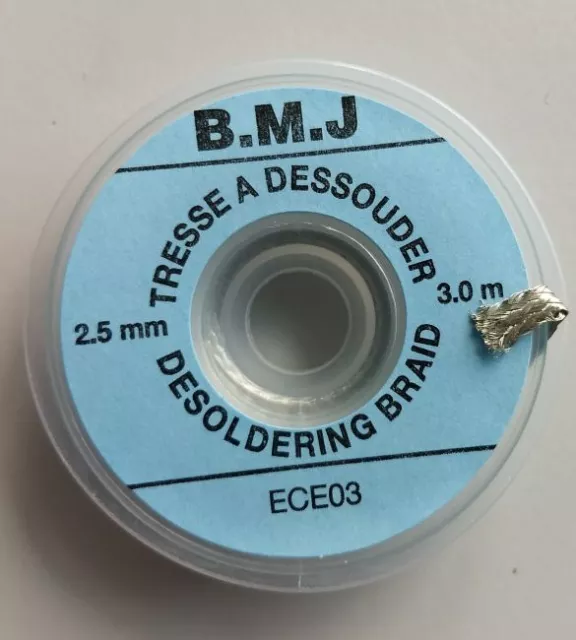 B.M.J
TRESSE A DESSOUDER
2.5 mm
3.0 m
DESOLDERING BRAID
ECE03